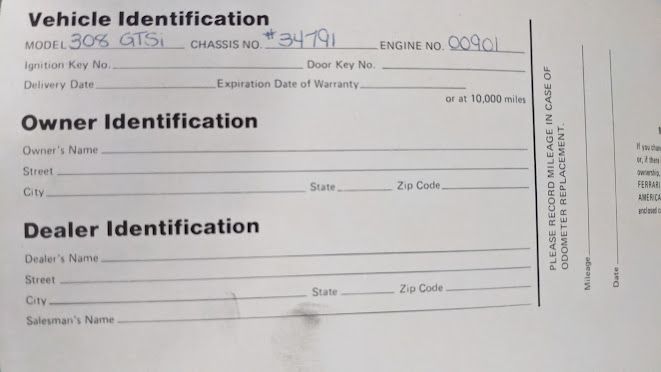 Vehicle Identification
MODEL 308 GTSi CHASSIS NO. #34791 ENGINE NO. 00901
Ignition Key No. Door Key No.
Delivery Date Expiration Date of Warranty
or at 10,000 miles
Owner Identification
Owner's Name
Street
City State Zip Code
Dealer Identification
Dealer's Name
Street
City State Zip Code
Salesman's Name
PLEASE RECORD MILEAGE IN CASE OF
ODOMETER REPLACEMENT.
Mileage
Date
If you chan
or, if there
ownership,
FERRARI
AMERICA
enclosed